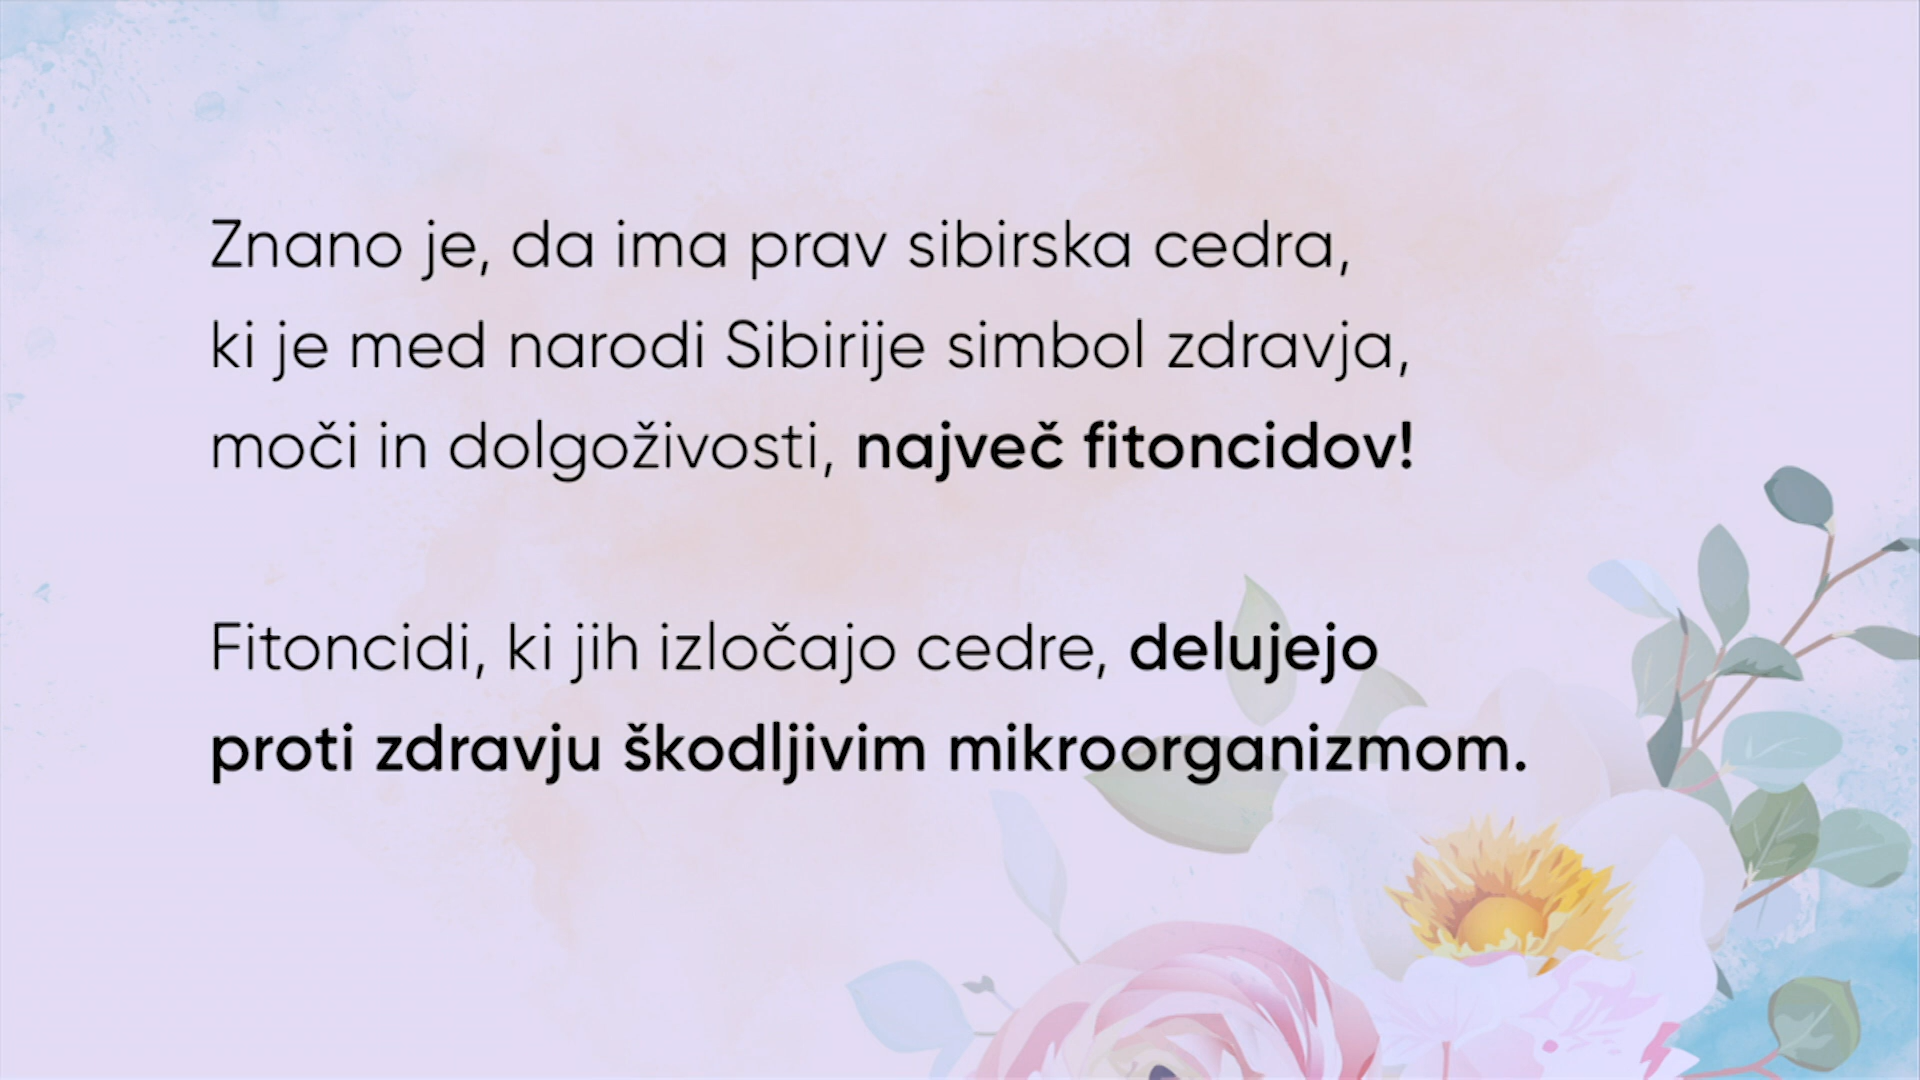 Znano je, da ima prav sibirska cedra,
ki je med narodi Sibirije simbol zdravja,
moči in dolgoživosti, največ fitoncidov!
Fitoncidi, ki jih izločajo cedre, delujejo
proti zdravju škodljivim mikroorganizmom.